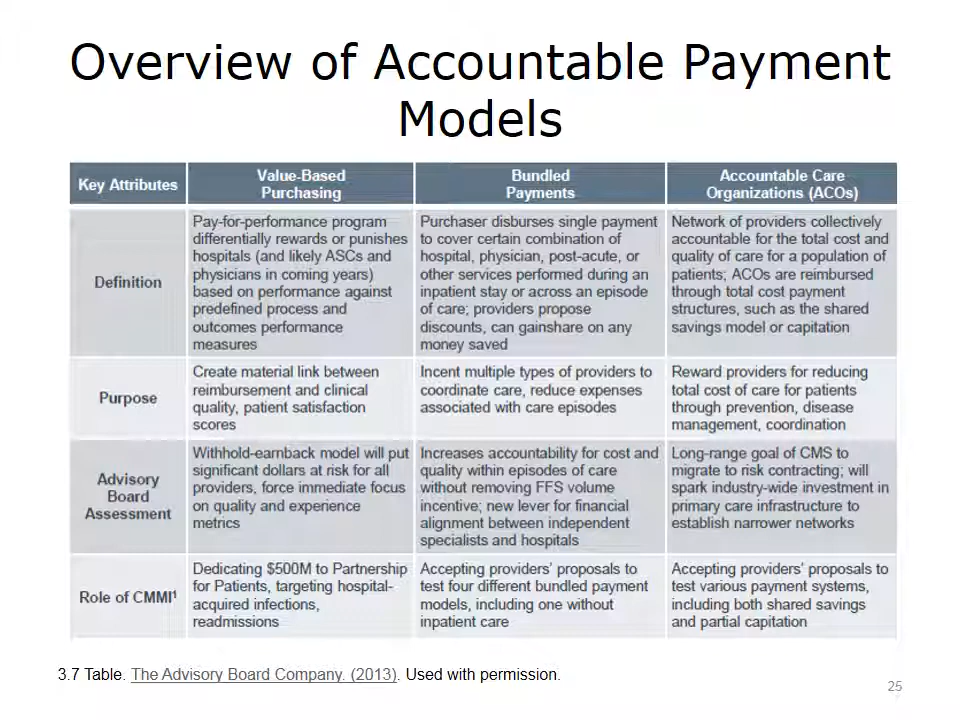 Overview of Accountable Payment
Models
Key Attributes
Value-Based
Purchasing
Bundled
Payments
Accountable Care
Organizations (ACOs)
Definition
Pay-for-performance program
differentially rewards or punishes
hospitals (and likely ASCs and
physicians in coming years)
based on performance against
predefined process and
outcomes performance
measures
Purchaser disburses single payment
to cover certain combination of
hospital, physician, post-acute, or
other services performed during an
inpatient stay or across an episode
of care; providers propose
discounts, can gainshare on any
money saved
Network of providers collectively
accountable for the total cost and
quality of care for a population of
patients; ACOs are reimbursed
through total cost payment
structures, such as the shared
savings model or capitation
Purpose
Create material link between
reimbursement and clinical
quality, patient satisfaction
scores
Incent multiple types of providers to
coordinate care, reduce expenses
associated with care episodes
Reward providers for reducing
total cost of care for patients
through prevention, disease
management, coordination
Advisory
Board
Assessment
Withhold-earnback model will put
significant dollars at risk for all
providers, force immediate focus
on quality and experience
metrics
Increases accountability for cost and
quality within episodes of care
without removing FFS volume
incentive; new lever for financial
alignment between independent
specialists and hospitals
Long-range goal of CMS to
migrate to risk contracting; will
spark industry-wide investment in
primary care infrastructure to
establish narrower networks
Role of CMMI¹
Dedicating $500M to Partnership
for Patients, targeting hospital-
acquired infections,
readmissions
Accepting providers' proposals to
test four different bundled payment
models, including one without
inpatient care
Accepting providers' proposals to
test various payment systems,
including both shared savings
and partial capitation
3.7 Table. The Advisory Board Company. (2013). Used with permission.
25